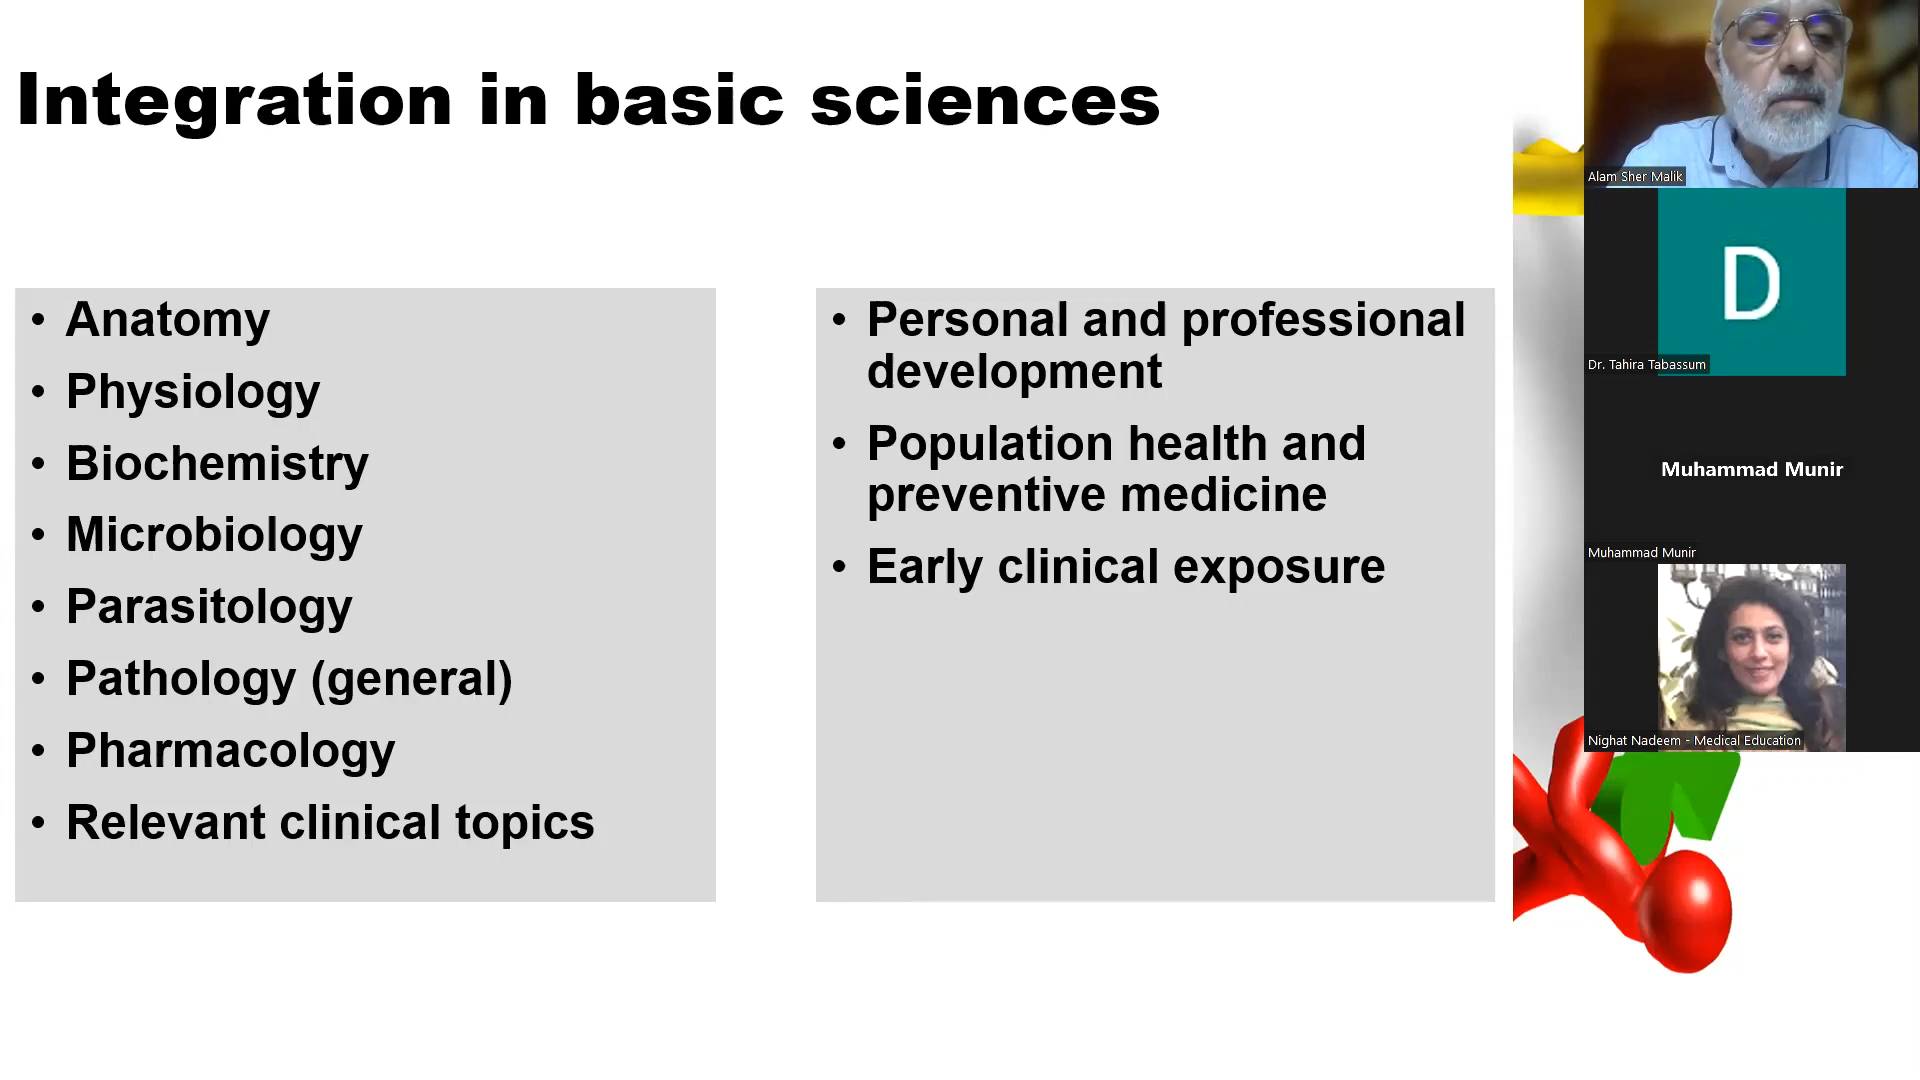 Integration in basic sciences
• Anatomy
• Physiology
• Biochemistry
• Microbiology
• Parasitology
• Pathology (general)
• Pharmacology
• Relevant clinical topics
• Personal and professional
development
• Population health and
preventive medicine
• Early clinical exposure
Alam Sher Malik
D
Dr. Tahira Tabassum
Muhammad Munir
Muhammad Munir
Nighat Nadeem - Medical Education